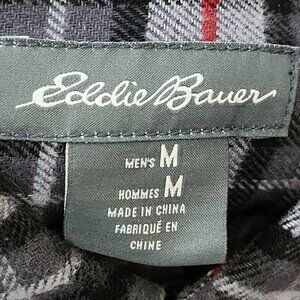 Eddie Bauer
MEN'S M
HOMMES M
MADE IN CHINA
FABRIQUÉ EN
CHINE